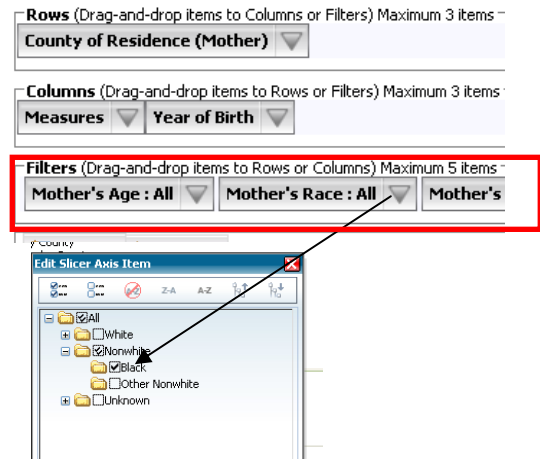 Rows (Drag-and-drop items to Columns or Filters) Maximum 3 items
County of Residence (Mother)
Columns (Drag-and-drop items to Rows or Filters) Maximum 3 items
Measures Year of Birth
Filters (Drag-and-drop items to Rows or Columns) Maximum 5 items
Mother's Age : All Mother's Race : All Mother's
County
Edit Slicer Axis Item
Z-A A-Z
All
White
Nonwhite
Black
Other Nonwhite
Unknown